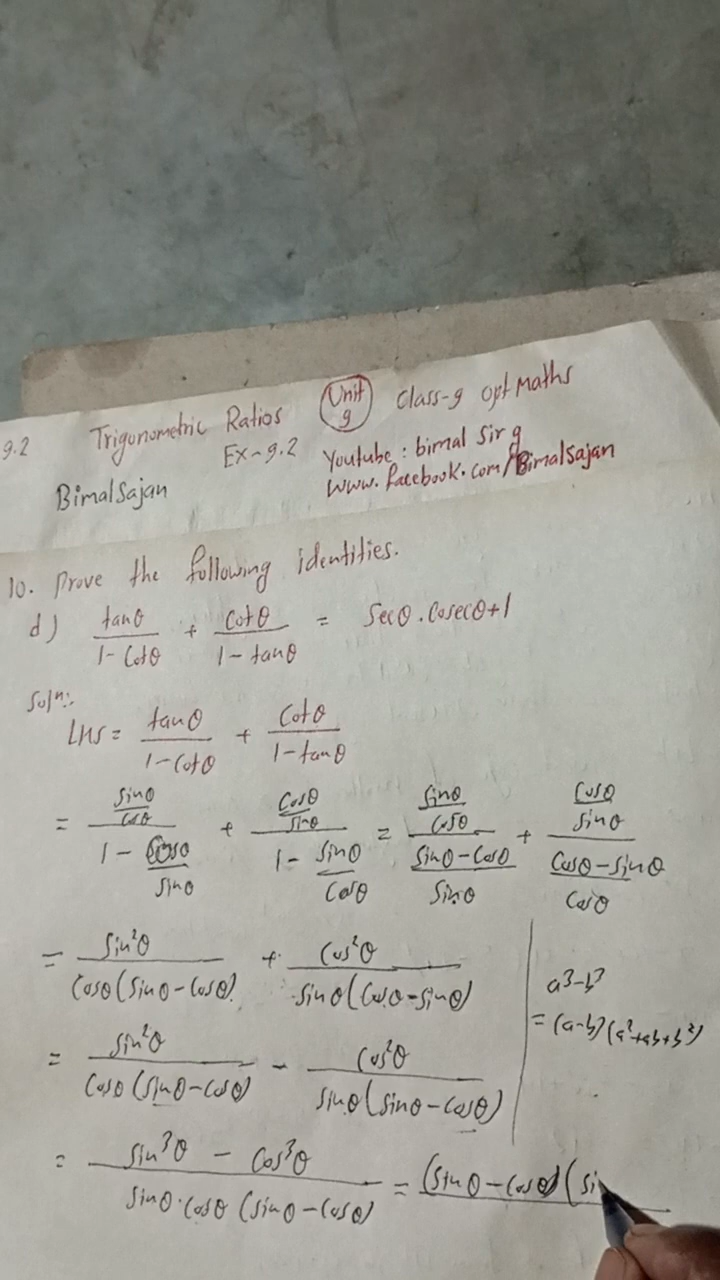 9.2 Trigonometric Ratios Unit 9 Class-9 opt Maths
Ex-9.2 Youtube : bimal Sir g
BimalSajan www.facebook.com/BimalSajan
10. Prove the following identities.
d) tanθ/(1-Cotθ) + Cotθ/(1-tanθ) = Secθ.Cosecθ+1
Solⁿ:
LHS = tanθ/(1-Cotθ) + Cotθ/(1-tanθ)
= (Sinθ/Cosθ)/(1 - Cosθ/Sinθ) + (Cosθ/Sinθ)/(1 - Sinθ/Cosθ) = (Sinθ/Cosθ)/((Sinθ-Cosθ)/Sinθ) + (Cosθ/Sinθ)/((Cosθ-Sinθ)/Cosθ)
= Sin²θ/(Cosθ(Sinθ-Cosθ)) + Cos²θ/(Sinθ(Cosθ-Sinθ))
= Sin²θ/(Cosθ(Sinθ-Cosθ)) - Cos²θ/(Sinθ(Sinθ-Cosθ))
a³-b³
= (a-b)(a²+ab+b²)
= (Sin³θ - Cos³θ)/(Sinθ.Cosθ(Sinθ-Cosθ)) = (Sinθ-Cosθ)(Si